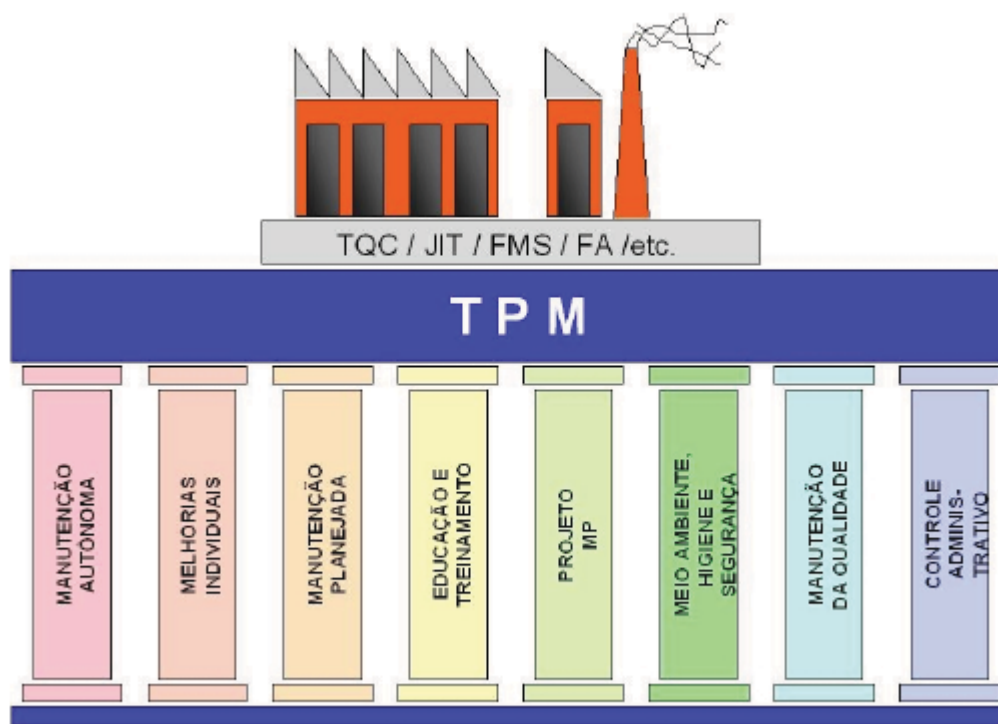 TQC / JIT / FMS / FA /etc.
TPM
MANUTENÇÃO
AUTÔNOMA
MELHORIAS
INDIVIDUAIS
MANUTENÇÃO
PLANEJADA
EDUCAÇÃO E
TREINAMENTO
PROJETO
MP
MEIO AMBIENTE,
HIGIENE E
SEGURANÇA
MANUTENÇÃO
DA QUALIDADE
CONTROLE
ADMINIS-
TRATIVO